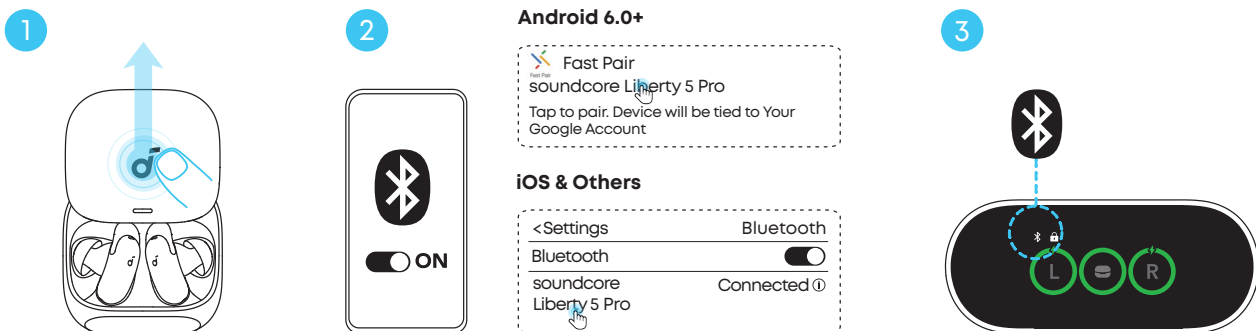 1
2
Android 6.0+
Fast Pair
Fast Pair
soundcore Liberty 5 Pro
Tap to pair. Device will be tied to Your
Google Account
ON
iOS & Others
<Settings Bluetooth
Bluetooth
soundcore Connected
Liberty 5 Pro
3
L R